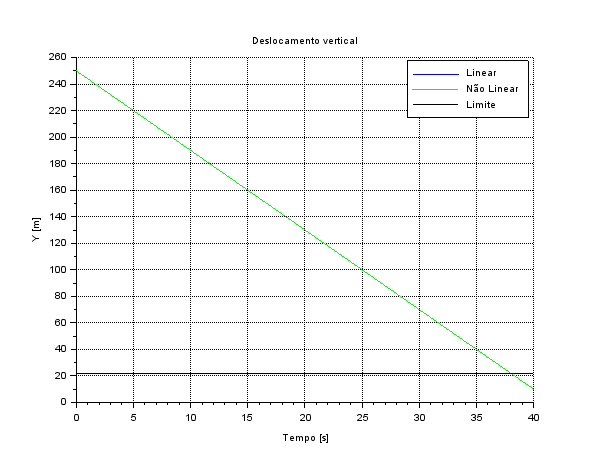 Deslocamento vertical
260
240
220
200
180
160
140
120
100
80
60
40
20
0
Y [m]
Linear
Não Linear
Limite
0 5 10 15 20 25 30 35 40
Tempo [s]